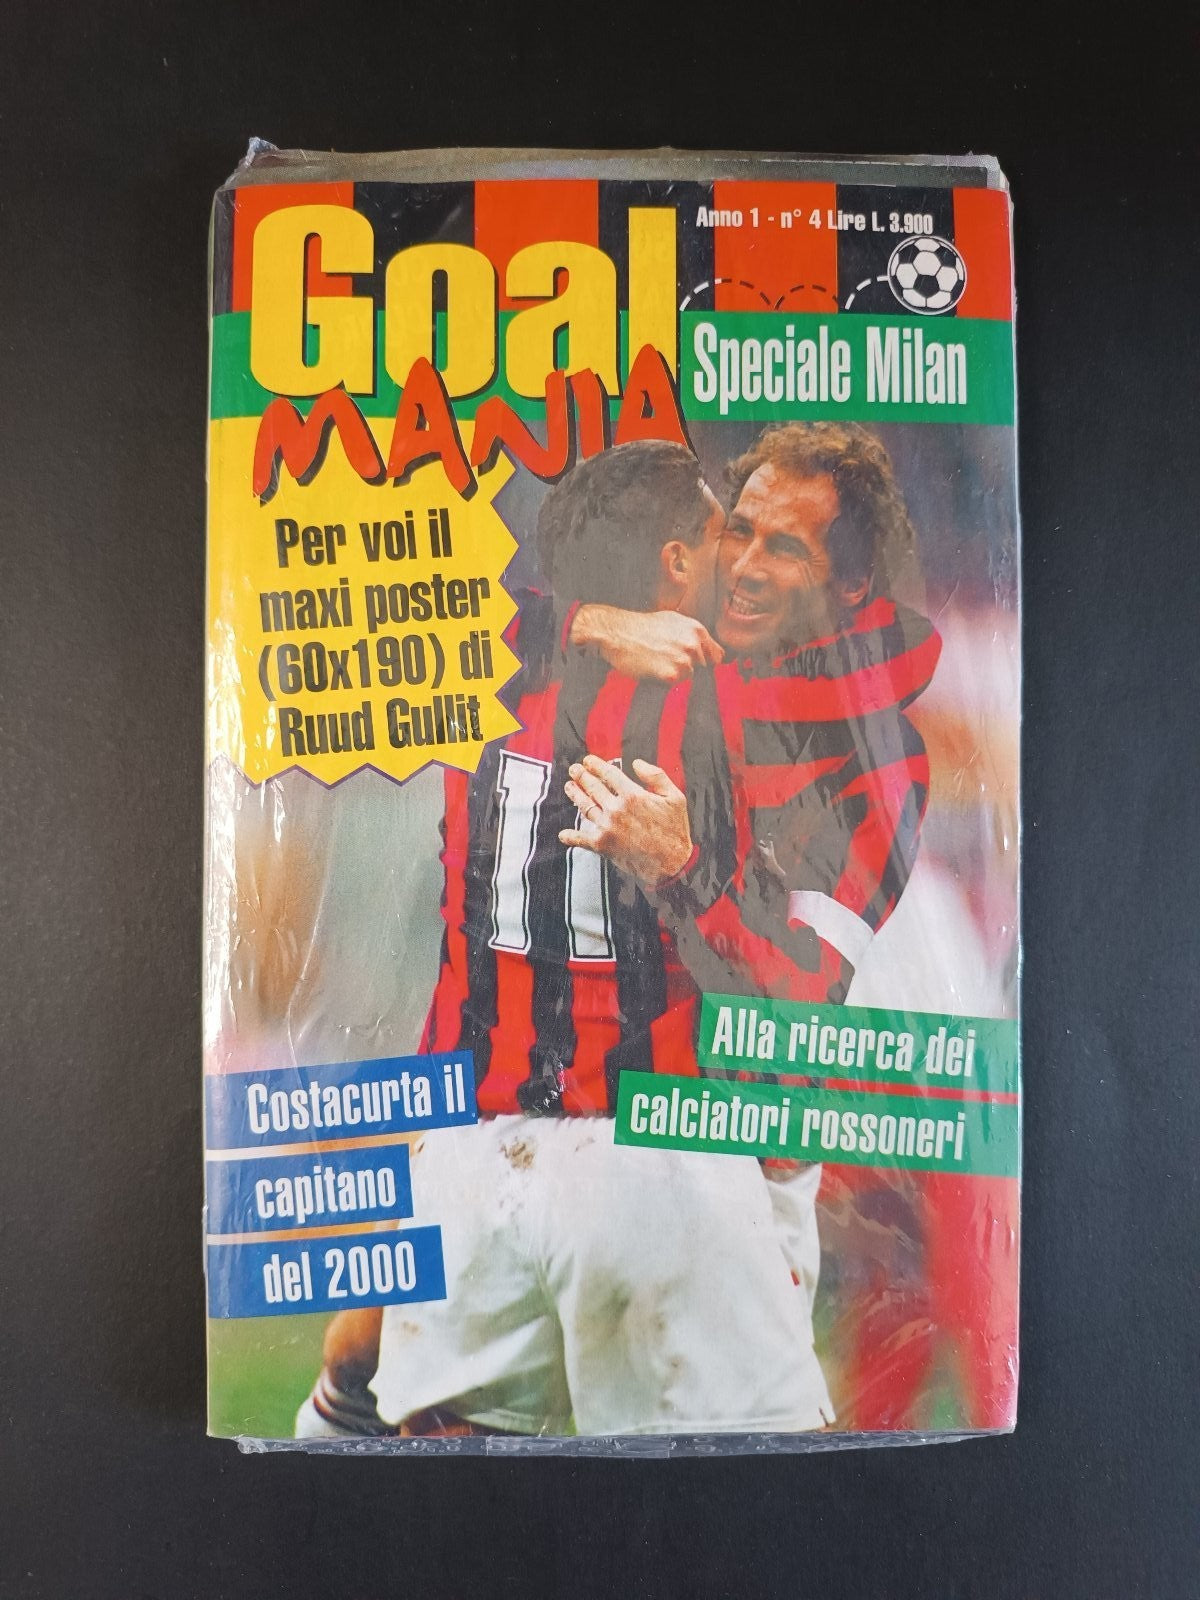 Anno 1 - n° 4 Lire L. 3.900
Goal
MANIA
Speciale Milan
Per voi il
maxi poster
(60x190) di
Ruud Gullit
11
Alla ricerca dei
calciatori rossoneri
Costacurta il
capitano
del 2000